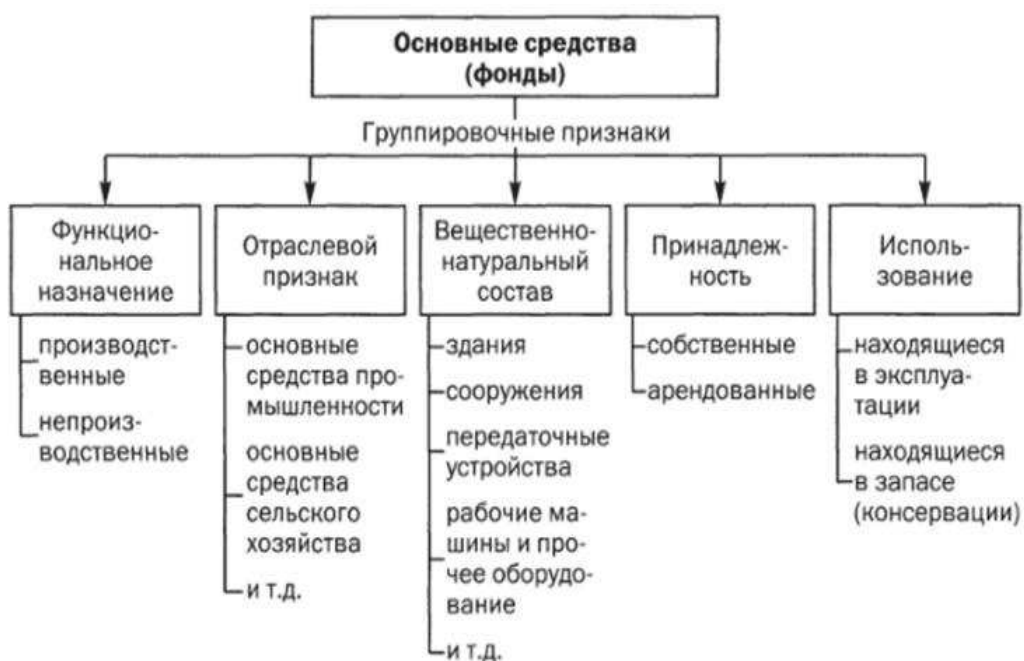 Основные средства
(фонды)
Группировочные признаки
Функцио-
нальное
назначение
производст-
венные
непроиз-
водственные
Отраслевой
признак
основные
средства про-
мышленности
основные
средства
сельского
хозяйства
и т.д.
Вещественно-
натуральный
состав
здания
сооружения
передаточные
устройства
рабочие ма-
шины и про-
чее оборудо-
вание
и т.д.
Принадлеж-
ность
собственные
арендованные
Исполь-
зование
находящиеся
в эксплуа-
тации
находящиеся
в запасе
(консервации)